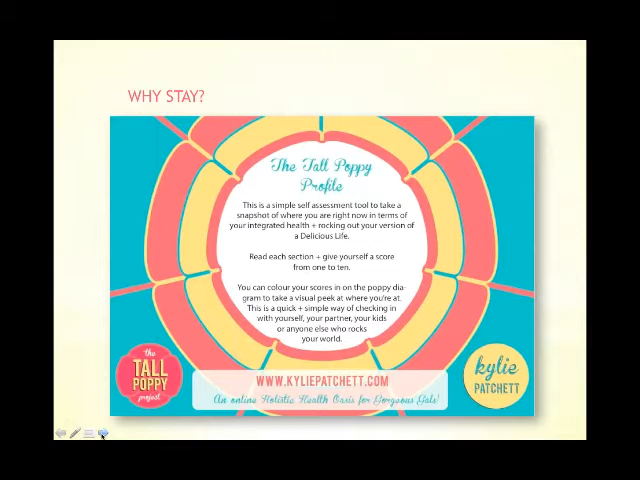 WHY STAY?
The Tall Poppy
Profile
This is a simple self assessment tool to take a
snapshot of where you are right now in terms of
your integrated health + rocking out your version of
a Delicious Life.
Read each section + give yourself a score
from one to ten.
You can colour your scores in on the poppy dia-
gram to take a visual peek at where you're at.
This is a quick + simple way of checking in
with yourself, your partner, your kids
or anyone else who rocks
your world.
the
TALL
POPPY
project
WWW.KYLIEPATCHETT.COM
An online Holistic Health Oasis for Gorgeous Gals!
kylie
PATCHETT